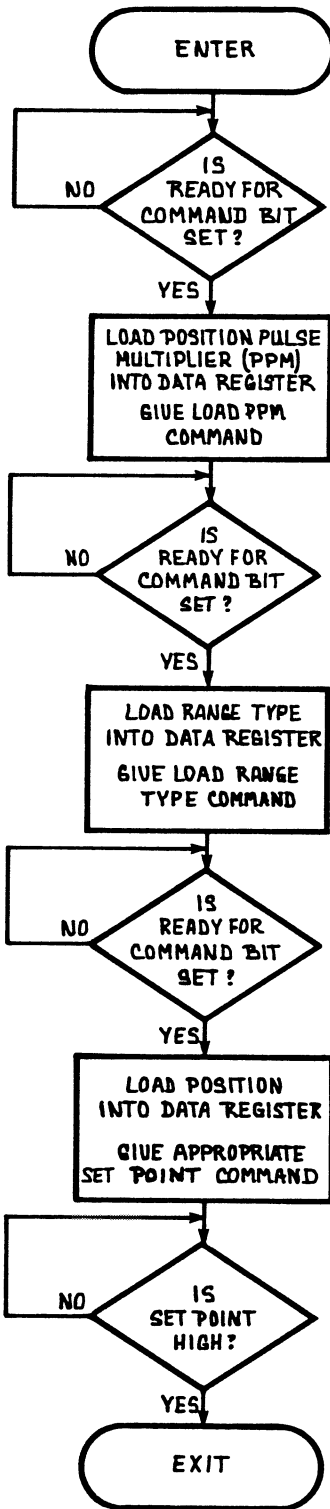 ENTER
IS
READY FOR
COMMAND BIT
SET?
NO
YES
LOAD POSITION PULSE
MULTIPLIER (PPM)
INTO DATA REGISTER
GIVE LOAD PPM
COMMAND
IS
READY FOR
COMMAND BIT
SET?
NO
YES
LOAD RANGE TYPE
INTO DATA REGISTER
GIVE LOAD RANGE
TYPE COMMAND
IS
READY FOR
COMMAND BIT
SET?
NO
YES
LOAD POSITION
INTO DATA REGISTER
GIVE APPROPRIATE
SET POINT COMMAND
IS
SET POINT
HIGH?
NO
YES
EXIT